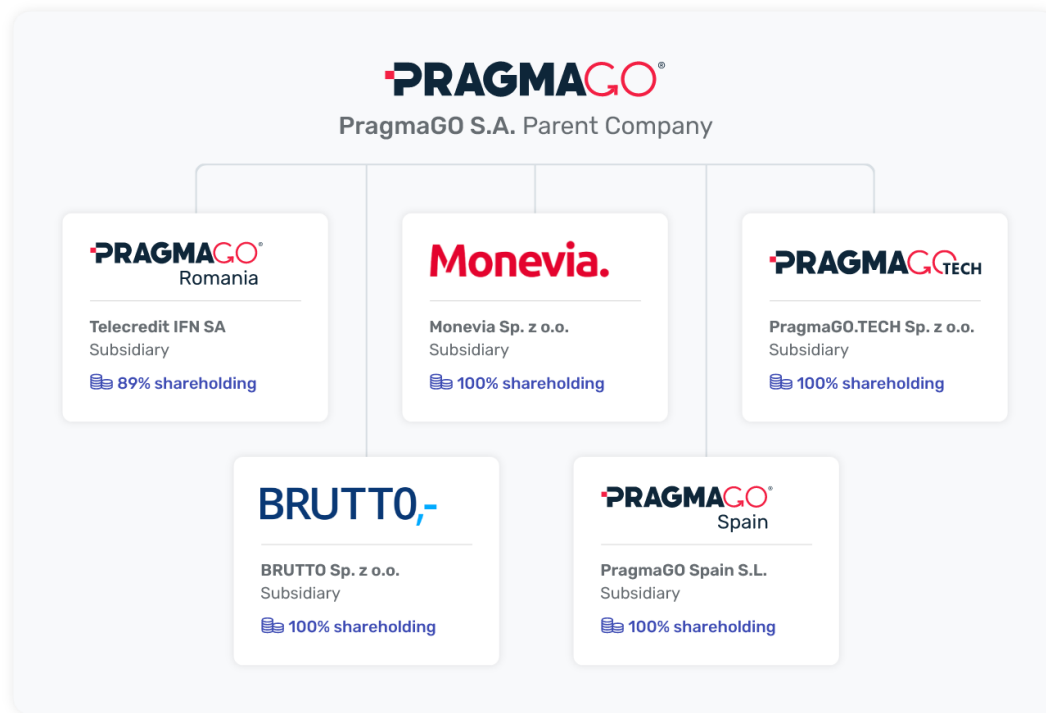 PRAGMAGO®
PragmaGO S.A. Parent Company
PRAGMAGO®
Romania
Telecredit IFN SA
Subsidiary
89% shareholding
Monevia.
Monevia Sp. z o.o.
Subsidiary
100% shareholding
PRAGMAGOTECH
PragmaGO.TECH Sp. z o.o.
Subsidiary
100% shareholding
BRUTTO,-
BRUTTO Sp. z o.o.
Subsidiary
100% shareholding
PRAGMAGO®
Spain
PragmaGO Spain S.L.
Subsidiary
100% shareholding